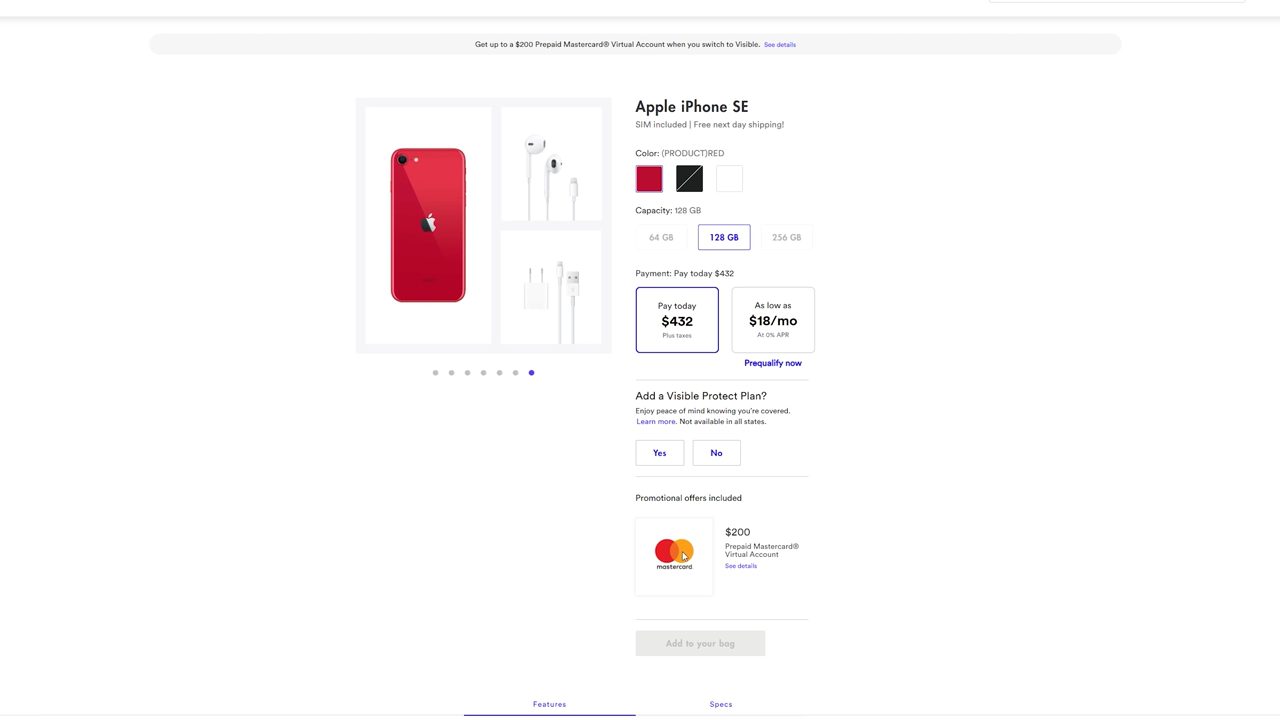 Get up to a $200 Prepaid Mastercard® Virtual Account when you switch to Visible. See details
Apple iPhone SE
SIM included | Free next day shipping!
Color: (PRODUCT)RED
Capacity: 128 GB
64 GB
128 GB
256 GB
Payment: Pay today $432
Pay today
$432
Plus taxes
As low as
$18/mo
At 0% APR
Prequalify now
Add a Visible Protect Plan?
Enjoy peace of mind knowing you're covered.
Learn more. Not available in all states.
Yes
No
Promotional offers included
mastercard.
$200
Prepaid Mastercard®
Virtual Account
See details
Add to your bag
Features
Specs